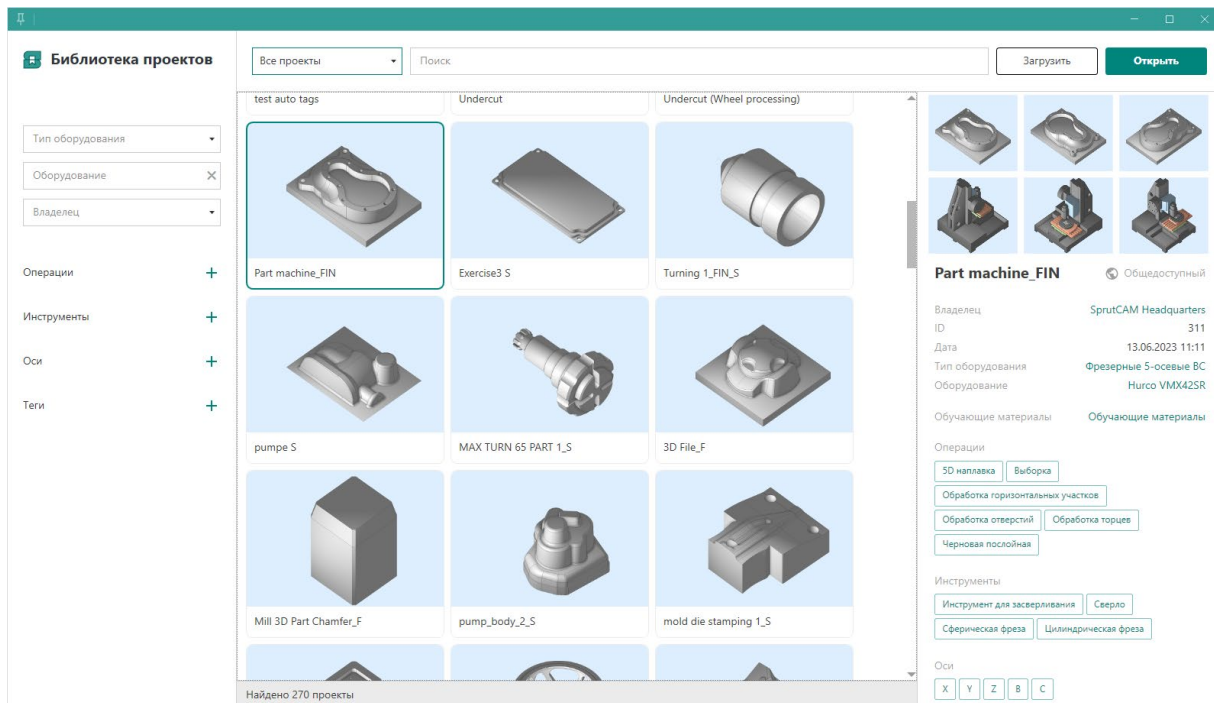 Библиотека проектов
Все проекты
Поиск
Загрузить
Открыть
Тип оборудования
Оборудование
Владелец
Операции
Инструменты
Оси
Теги
test auto tags
Undercut
Undercut (Wheel processing)
Part machine_FIN
Exercise3 S
Turning 1_FIN_S
pumpe S
MAX TURN 65 PART 1_S
3D File_F
Mill 3D Part Chamfer_F
pump_body_2_S
mold die stamping 1_S
Найдено 270 проекты
Part machine_FIN
Общедоступный
Владелец SprutCAM Headquarters
ID 311
Дата 13.06.2023 11:11
Тип оборудования Фрезерные 5-осевые BC
Оборудование Hurco VMX42SR
Обучающие материалы Обучающие материалы
Операции
5D наплавка Выборка
Обработка горизонтальных участков
Обработка отверстий Обработка торцев
Черновая послойная
Инструменты
Инструмент для засверливания Сверло
Сферическая фреза Цилиндрическая фреза
Оси
X Y Z B C